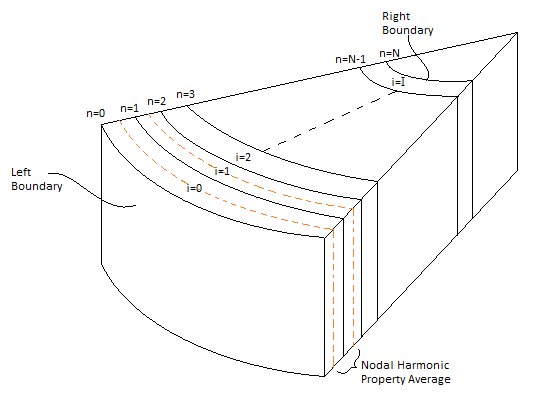 Right
Boundary
n=N
n=N-1
i=I
n=3
n=2
n=1
n=0
i=2
i=1
i=0
Left
Boundary
Nodal Harmonic
Property Average